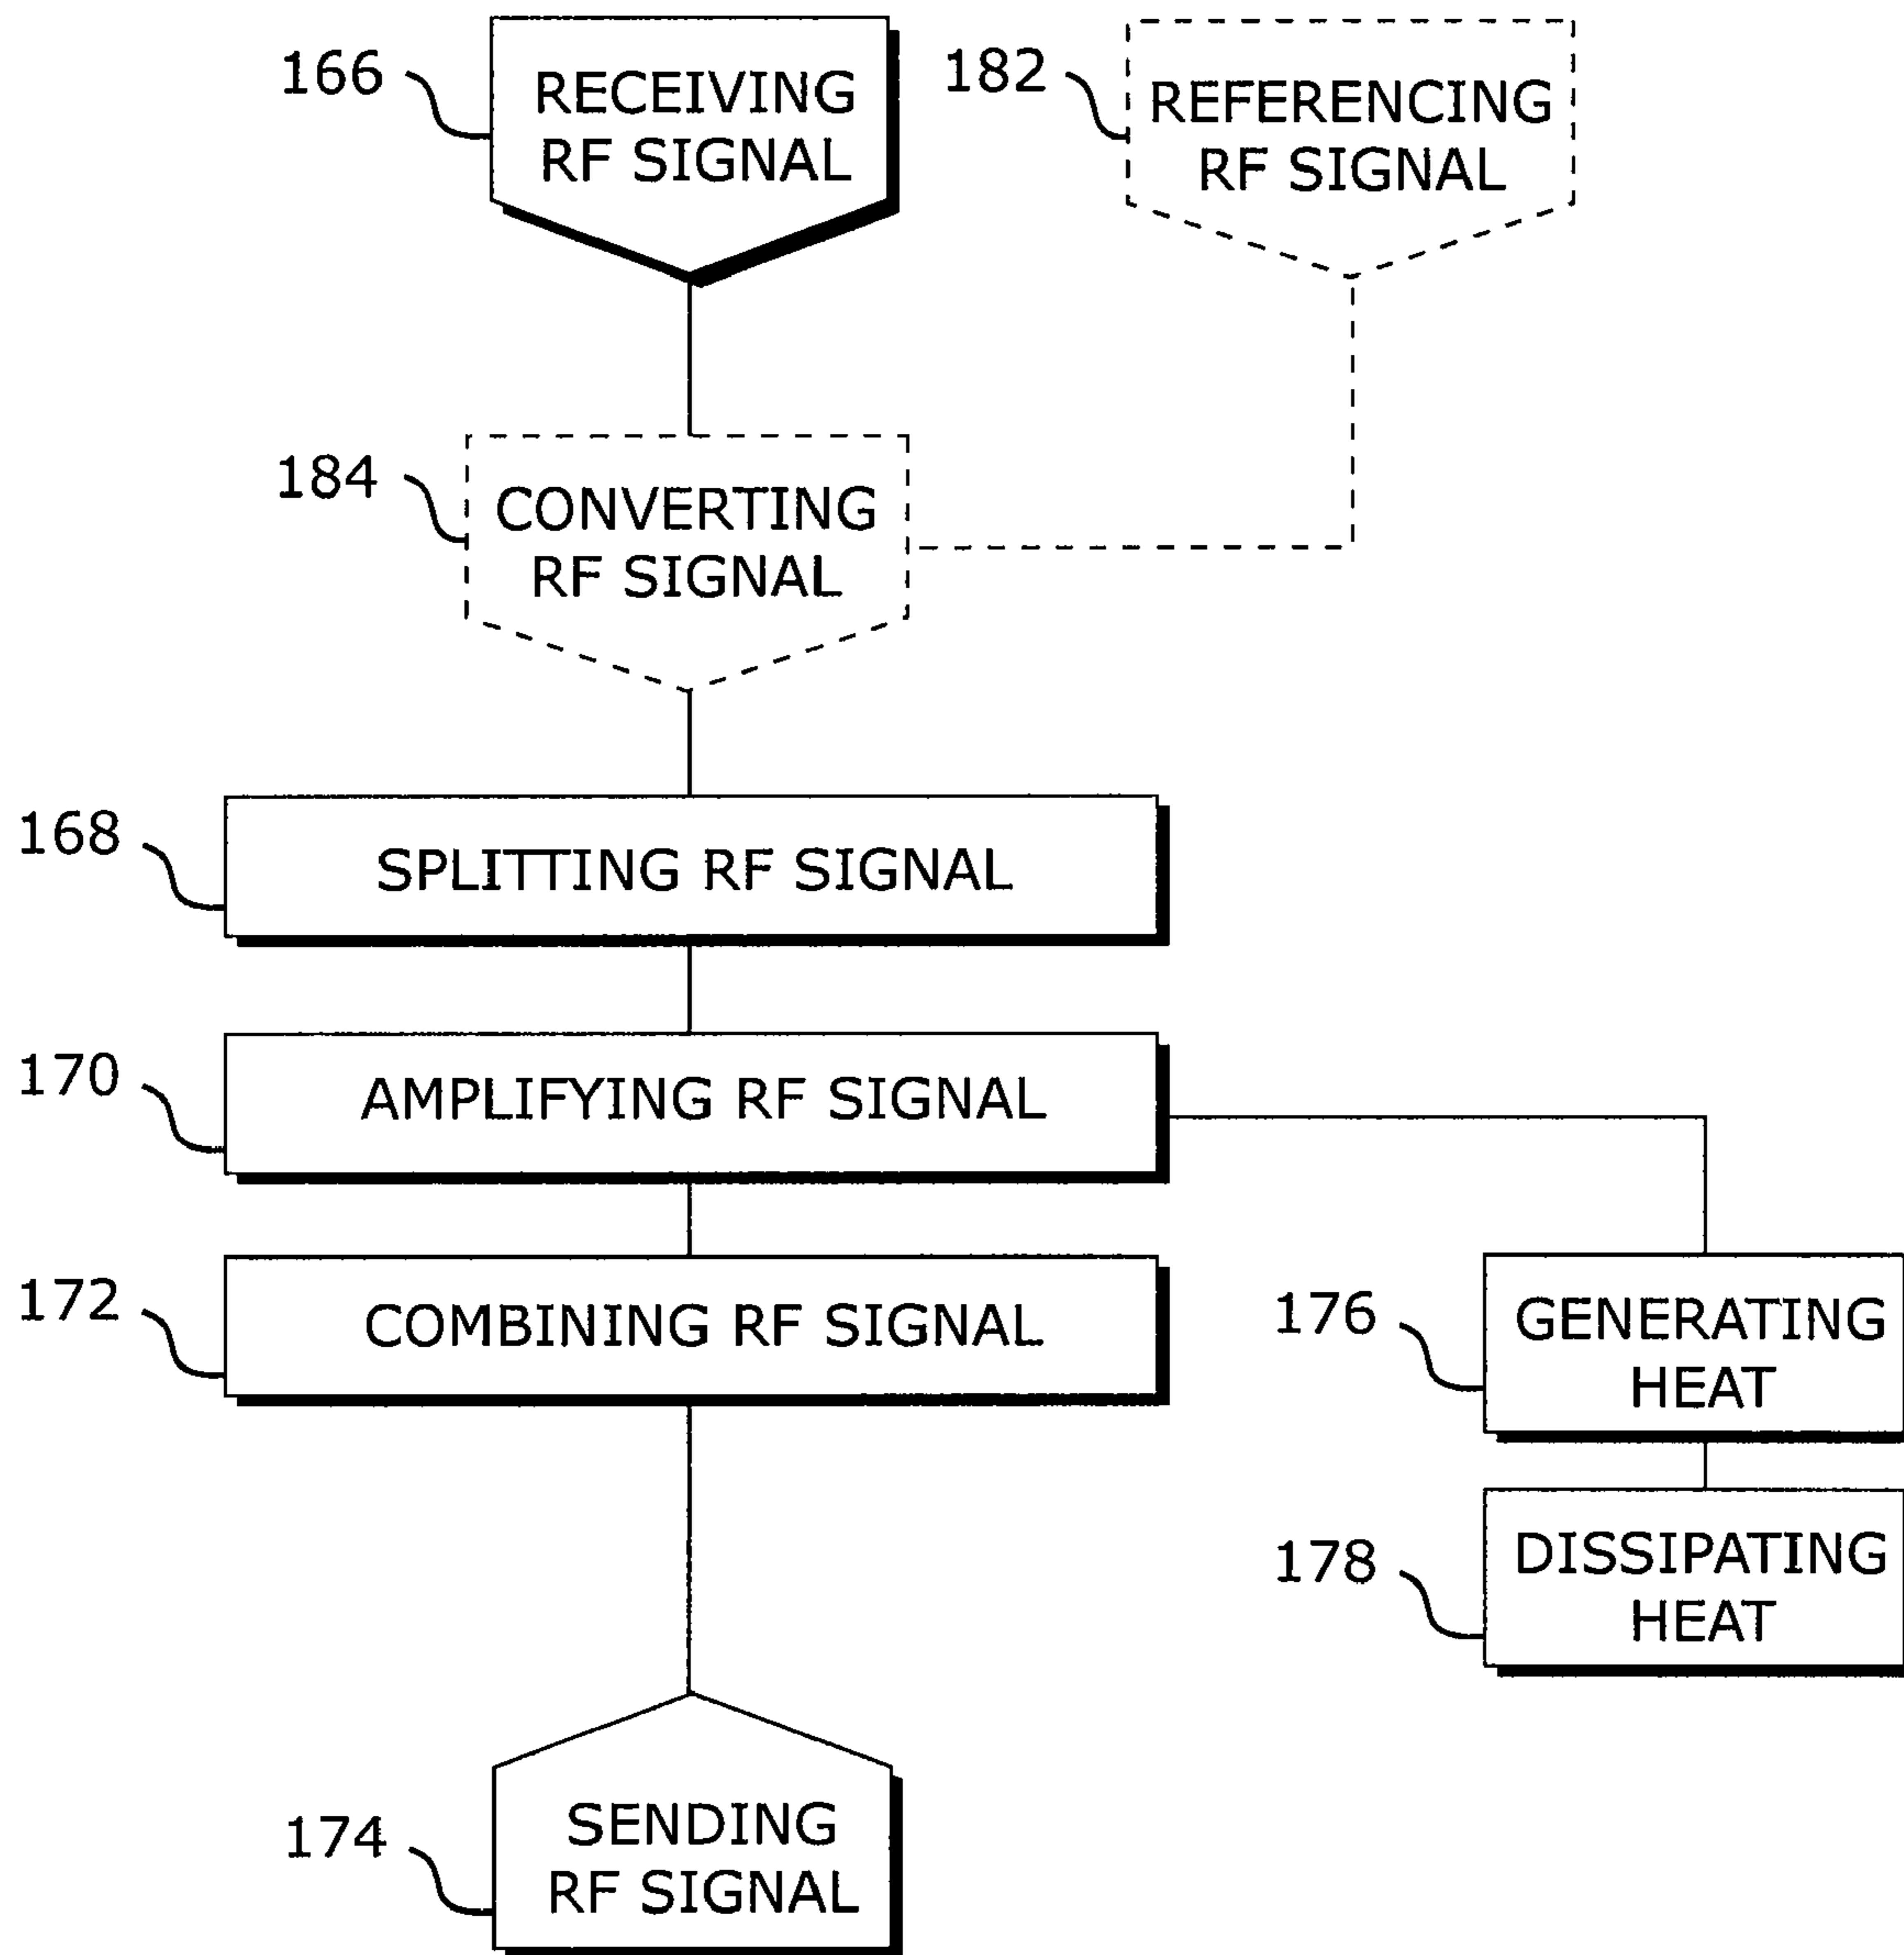 166
RECEIVING
RF SIGNAL
182
REFERENCING
RF SIGNAL
184
CONVERTING
RF SIGNAL
168
SPLITTING RF SIGNAL
170
AMPLIFYING RF SIGNAL
172
COMBINING RF SIGNAL
176
GENERATING
HEAT
178
DISSIPATING
HEAT
174
SENDING
RF SIGNAL